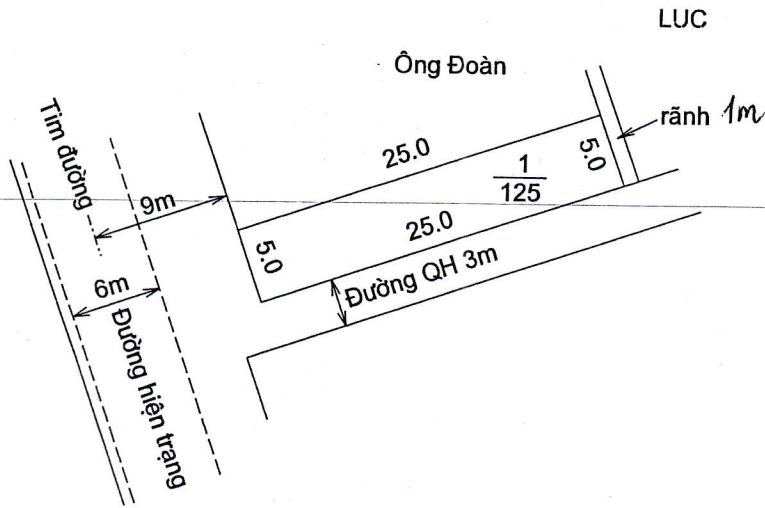 LUC
Ông Đoàn
rãnh 1m
Tim đường
25.0
5.0
1
125
9m
25.0
5.0
6m
Đường QH 3m
Đường hiện trạng